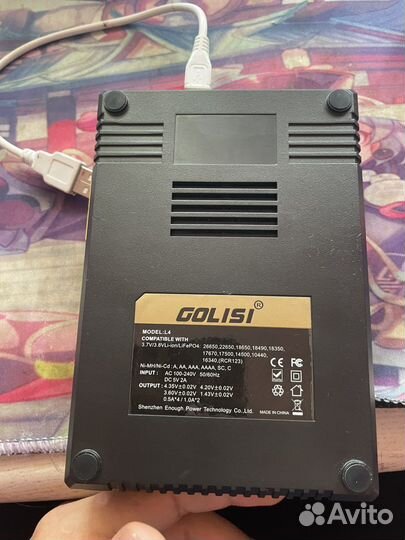 GOLISI®
MODEL:L4
COMPATIBLE WITH
3.7V/3.8VLi-ion/LiFePO4: 26650,22650,18650,18490,18350,
17670,17500,14500,10440,
16340,(RCR123)
Ni-MH/Ni-Cd : A, AA, AAA, AAAA, SC, C
INPUT : AC 100-240V 50/60Hz
DC 5V 2A
OUTPUT : 4.35V±0.02V 4.20V±0.02V
3.60V±0.02V 1.43V±0.02V
0.5A*4 / 1.0A*2
Shenzhen Enough Power Technology Co,.Ltd.
CE FC
MADE IN CHINA
Avito